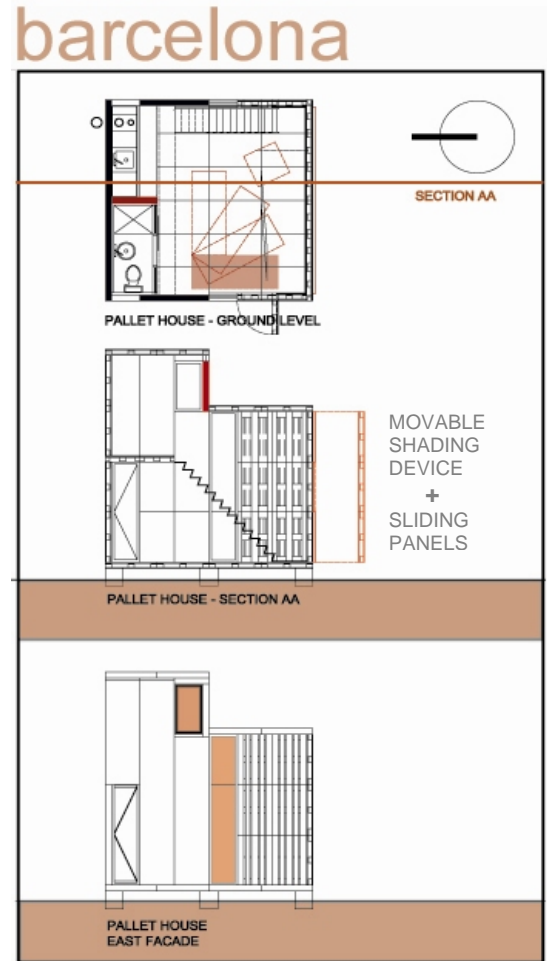 barcelona
SECTION AA
PALLET HOUSE - GROUND LEVEL
MOVABLE
SHADING
DEVICE
+
SLIDING
PANELS
PALLET HOUSE - SECTION AA
PALLET HOUSE
EAST FACADE